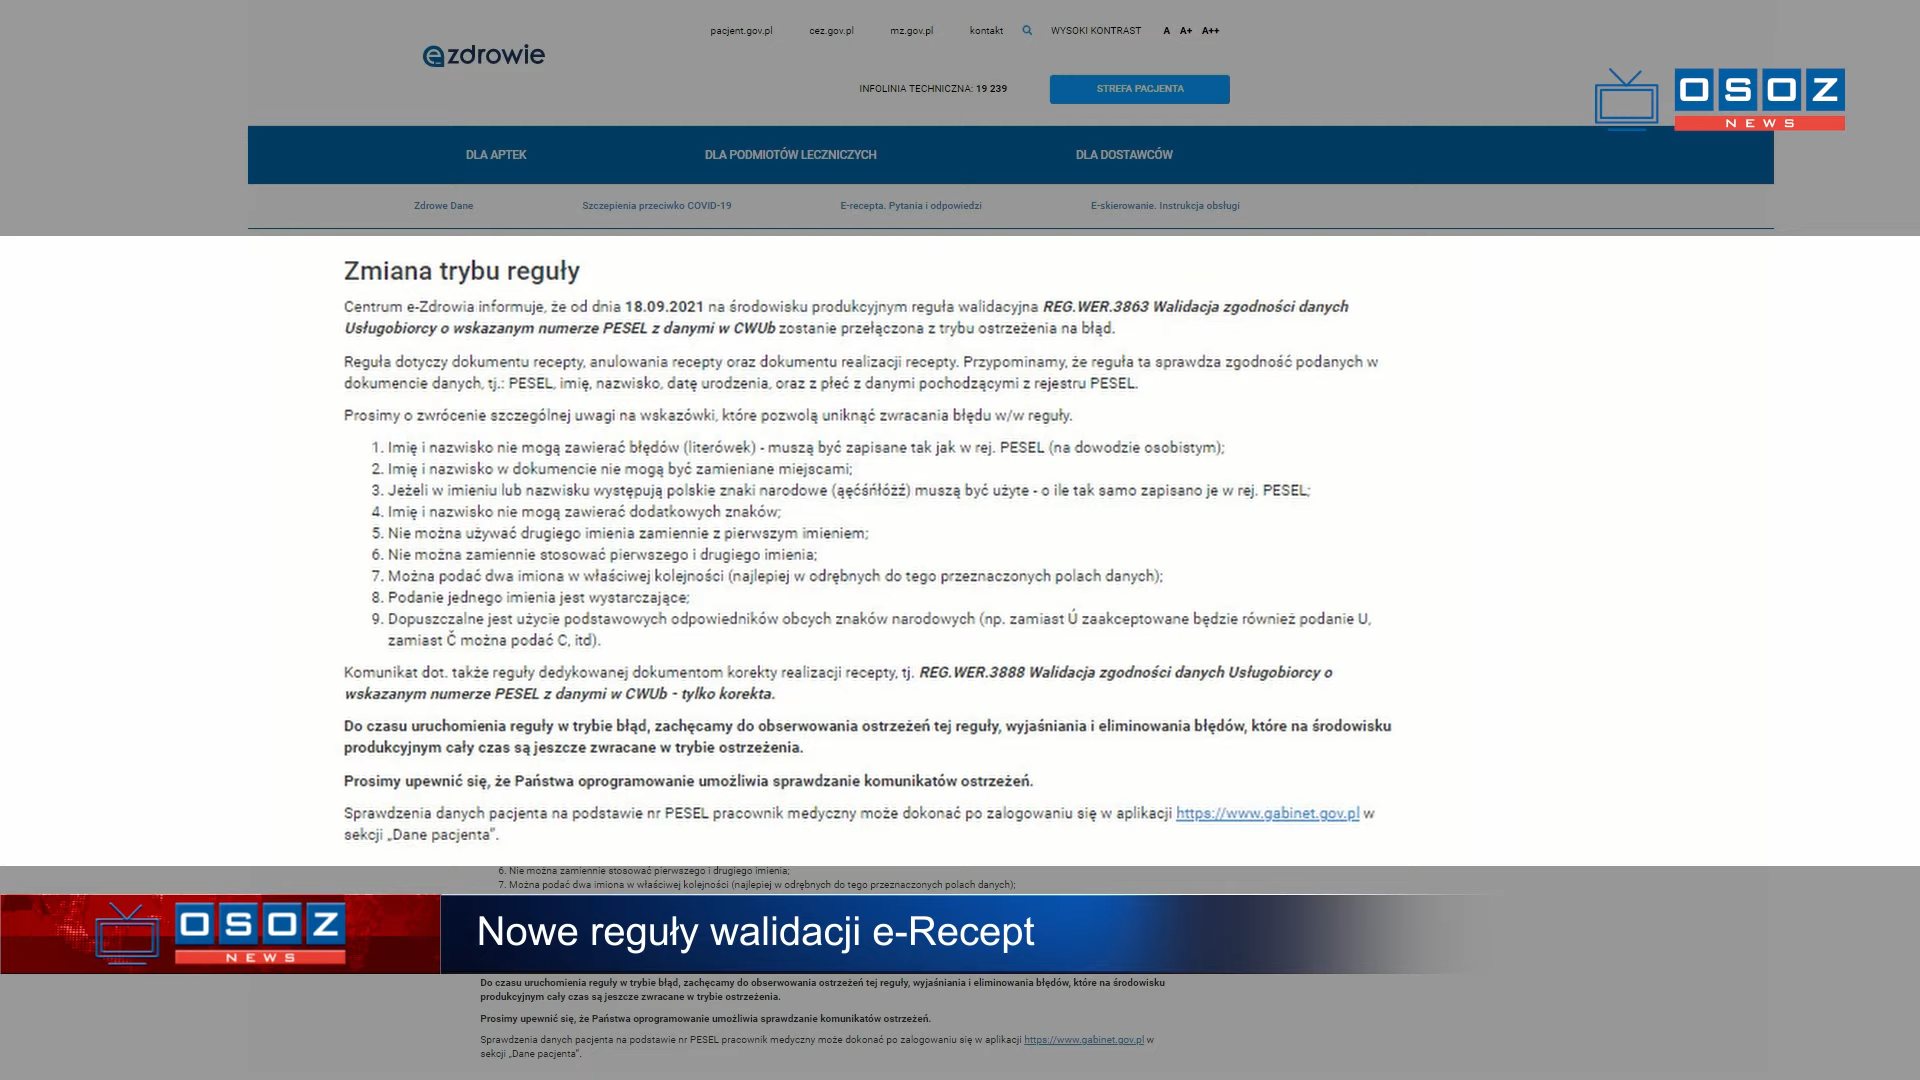 pacjent.gov.pl cez.gov.pl mz.gov.pl kontakt WYSOKI KONTRAST A A+ A++
ezdrowie
INFOLINIA TECHNICZNA: 19 239 STREFA PACJENTA
OSOZ
NEWS
DLA APTEK DLA PODMIOTÓW LECZNICZYCH DLA DOSTAWCÓW
Zdrowe Dane Szczepienia przeciwko COVID-19 E-recepta. Pytania i odpowiedzi E-skierowanie. Instrukcja obsługi
Zmiana trybu reguły
Centrum e-Zdrowia informuje, że od dnia 18.09.2021 na środowisku produkcyjnym reguła walidacyjna REG.WER.3863 Walidacja zgodności danych
Usługobiorcy o wskazanym numerze PESEL z danymi w CWUb zostanie przełączona z trybu ostrzeżenia na błąd.
Reguła dotyczy dokumentu recepty, anulowania recepty oraz dokumentu realizacji recepty. Przypominamy, że reguła ta sprawdza zgodność podanych w
dokumencie danych, tj.: PESEL, imię, nazwisko, datę urodzenia, oraz z płeć z danymi pochodzącymi z rejestru PESEL.
Prosimy o zwrócenie szczególnej uwagi na wskazówki, które pozwolą uniknąć zwracania błędu w/w reguły.
1. Imię i nazwisko nie mogą zawierać błędów (literówek) - muszą być zapisane tak jak w rej. PESEL (na dowodzie osobistym);
2. Imię i nazwisko w dokumencie nie mogą być zamieniane miejscami;
3. Jeżeli w imieniu lub nazwisku występują polskie znaki narodowe (ąęćśńłóżź) muszą być użyte - o ile tak samo zapisano je w rej. PESEL;
4. Imię i nazwisko nie mogą zawierać dodatkowych znaków;
5. Nie można używać drugiego imienia zamiennie z pierwszym imieniem;
6. Nie można zamiennie stosować pierwszego i drugiego imienia;
7. Można podać dwa imiona w właściwej kolejności (najlepiej w odrębnych do tego przeznaczonych polach danych);
8. Podanie jednego imienia jest wystarczające;
9. Dopuszczalne jest użycie podstawowych odpowiedników obcych znaków narodowych (np. zamiast Ú zaakceptowane będzie również podanie U,
zamiast Č można podać C, itd).
Komunikat dot. także reguły dedykowanej dokumentom korekty realizacji recepty, tj. REG.WER.3888 Walidacja zgodności danych Usługobiorcy o
wskazanym numerze PESEL z danymi w CWUb - tylko korekta.
Do czasu uruchomienia reguły w trybie błąd, zachęcamy do obserwowania ostrzeżeń tej reguły, wyjaśniania i eliminowania błędów, które na środowisku
produkcyjnym cały czas są jeszcze zwracane w trybie ostrzeżenia.
Prosimy upewnić się, że Państwa oprogramowanie umożliwia sprawdzanie komunikatów ostrzeżeń.
Sprawdzenia danych pacjenta na podstawie nr PESEL pracownik medyczny może dokonać po zalogowaniu się w aplikacji https://www.gabinet.gov.pl w
sekcji „Dane pacjenta”.
6. Nie można zamiennie stosować pierwszego i drugiego imienia;
7. Można podać dwa imiona w właściwej kolejności (najlepiej w odrębnych do tego przeznaczonych polach danych);
OSOZ
NEWS
Nowe reguły walidacji e-Recept
Do czasu uruchomienia reguły w trybie błąd, zachęcamy do obserwowania ostrzeżeń tej reguły, wyjaśniania i eliminowania błędów, które na środowisku
produkcyjnym cały czas są jeszcze zwracane w trybie ostrzeżenia.
Prosimy upewnić się, że Państwa oprogramowanie umożliwia sprawdzanie komunikatów ostrzeżeń.
Sprawdzenia danych pacjenta na podstawie nr PESEL pracownik medyczny może dokonać po zalogowaniu się w aplikacji https://www.gabinet.gov.pl w
sekcji „Dane pacjenta”.